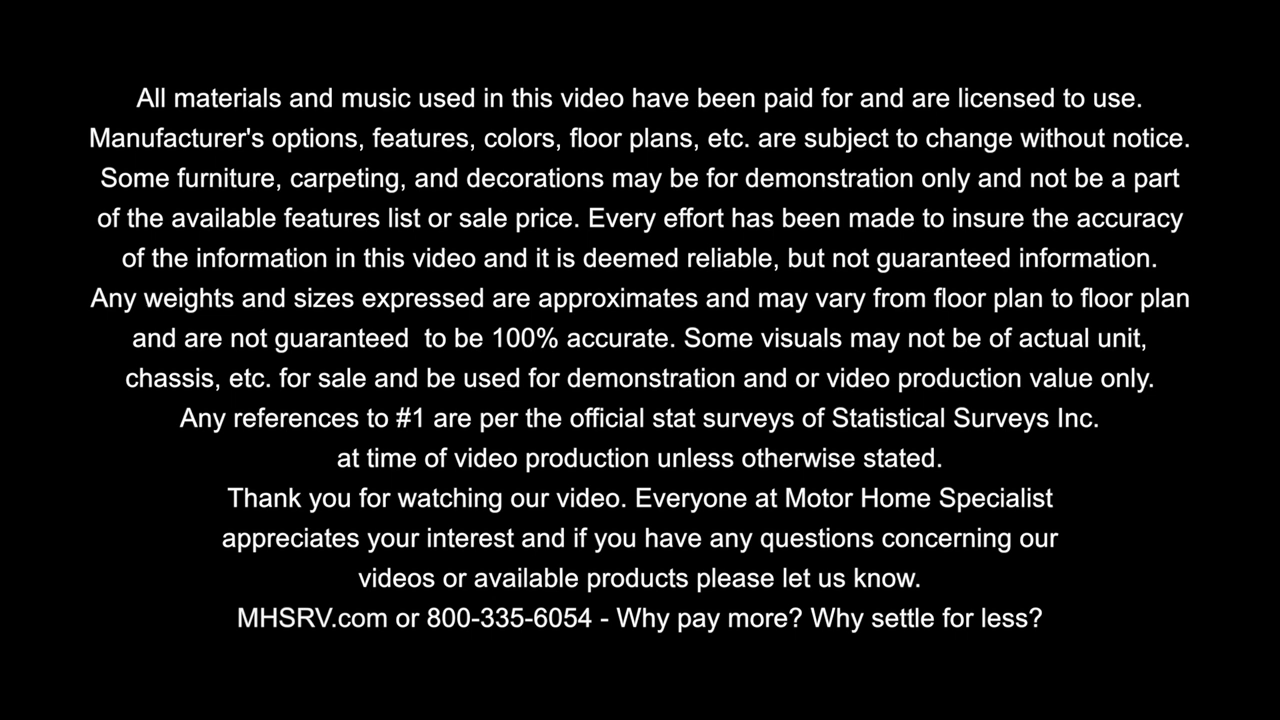 All materials and music used in this video have been paid for and are licensed to use.
Manufacturer's options, features, colors, floor plans, etc. are subject to change without notice.
Some furniture, carpeting, and decorations may be for demonstration only and not be a part
of the available features list or sale price. Every effort has been made to insure the accuracy
of the information in this video and it is deemed reliable, but not guaranteed information.
Any weights and sizes expressed are approximates and may vary from floor plan to floor plan
and are not guaranteed  to be 100% accurate. Some visuals may not be of actual unit,
chassis, etc. for sale and be used for demonstration and or video production value only.
Any references to #1 are per the official stat surveys of Statistical Surveys Inc.
at time of video production unless otherwise stated.
Thank you for watching our video. Everyone at Motor Home Specialist
appreciates your interest and if you have any questions concerning our
videos or available products please let us know.
MHSRV.com or 800-335-6054 - Why pay more? Why settle for less?